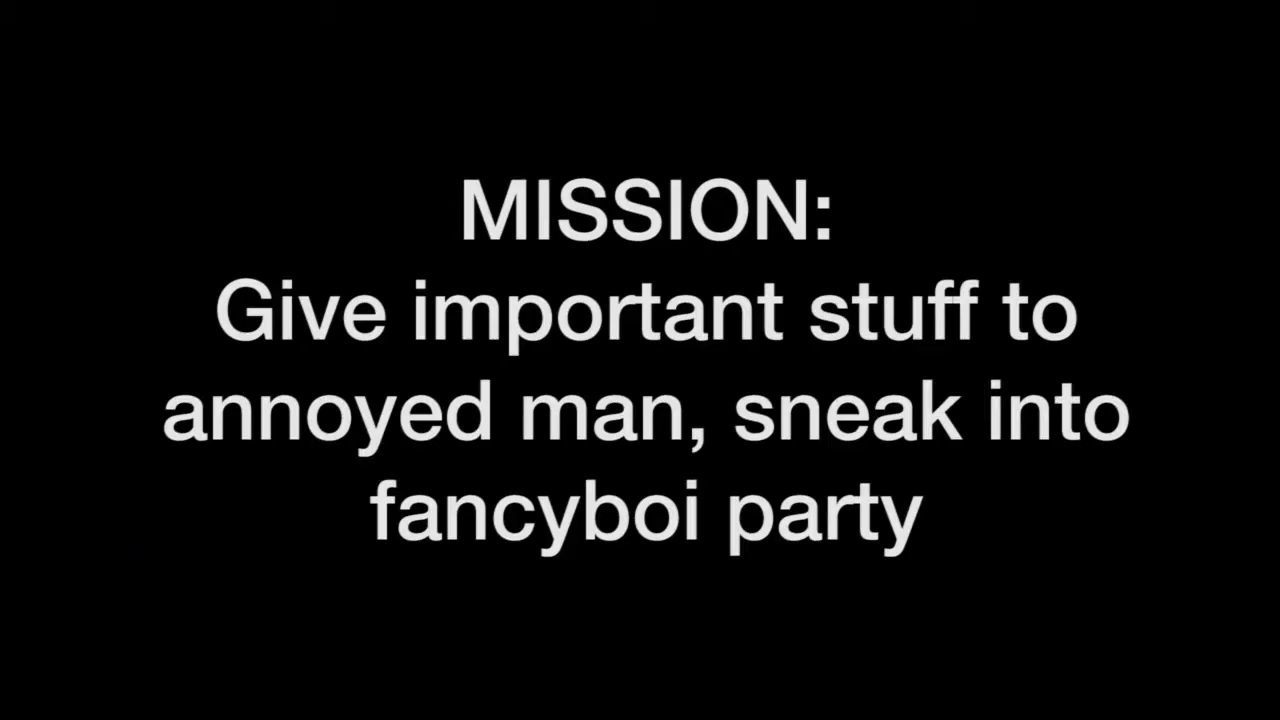 MISSION:
Give important stuff to
annoyed man, sneak into
fancyboi party